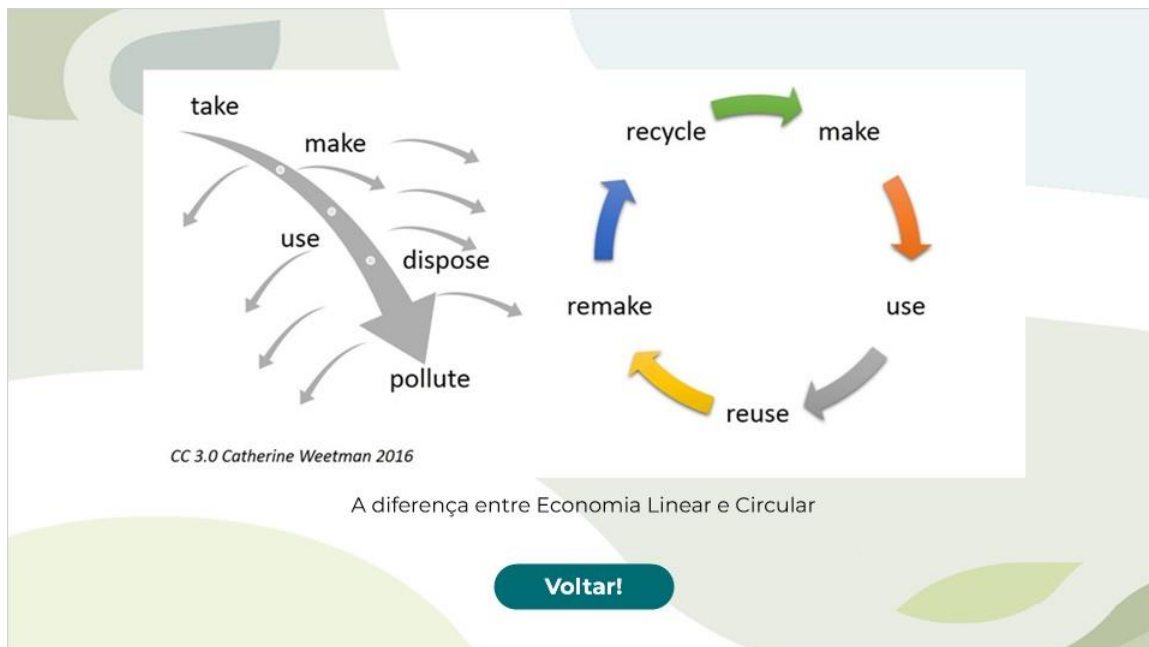 take
make
use
dispose
pollute
CC 3.0 Catherine Weetman 2016
recycle
make
use
reuse
remake
A diferença entre Economia Linear e Circular
Voltar!